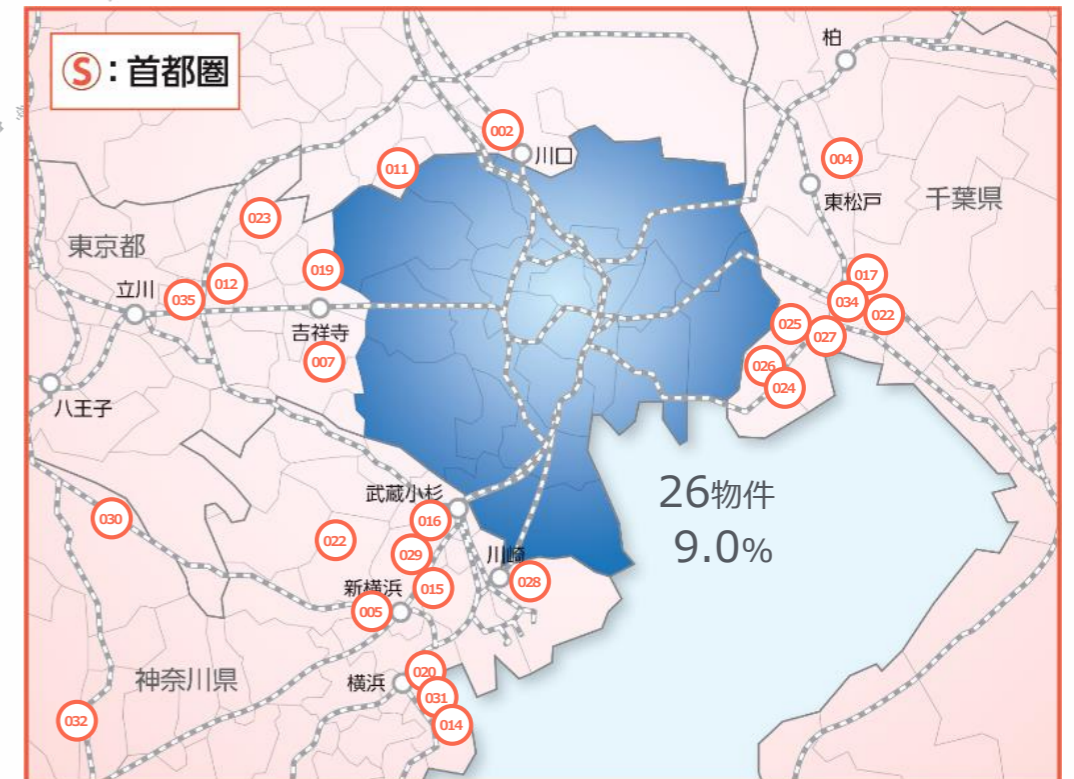 Ⓢ：首都圏
柏
002
川口
004
011
東松戸
千葉県
023
東京都
019
017
立川
012
035
034
022
吉祥寺
025
027
007
026
024
八王子
武蔵小杉
26物件
9.0%
030
016
022
029
川崎
028
新横浜
015
005
神奈川県
横浜
020
031
032
014